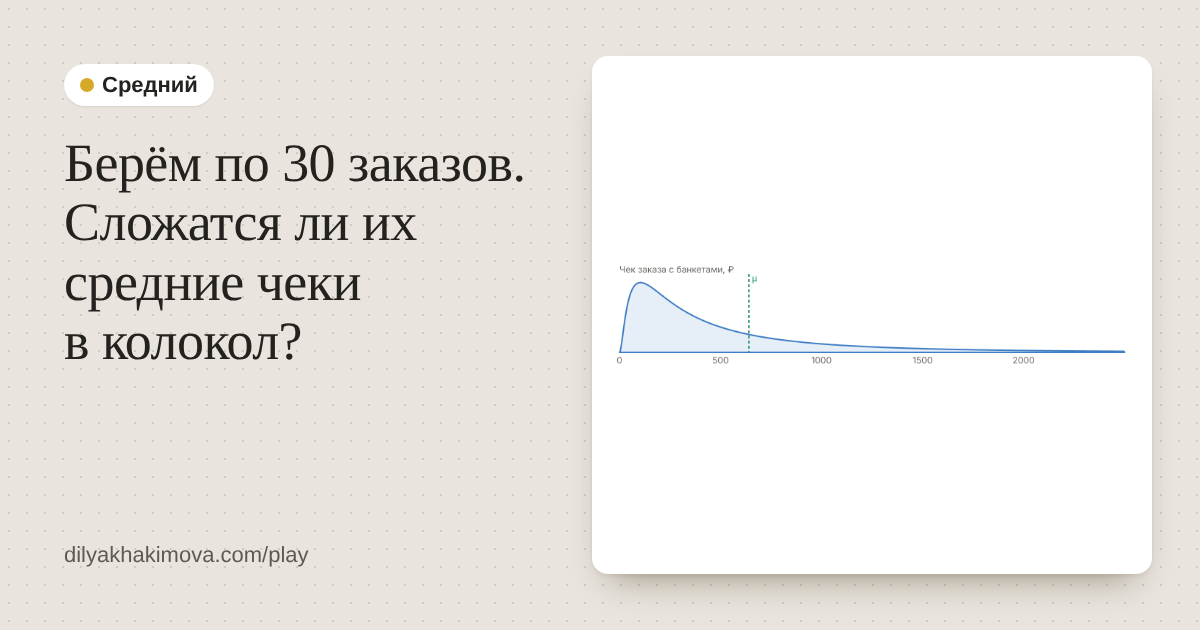 Средний
Берём по 30 заказов.
Сложатся ли их
средние чеки
в колокол?
Чек заказа с банкетами, ₽
μ
0 500 1000 1500 2000
dilyakhakimova.com/play